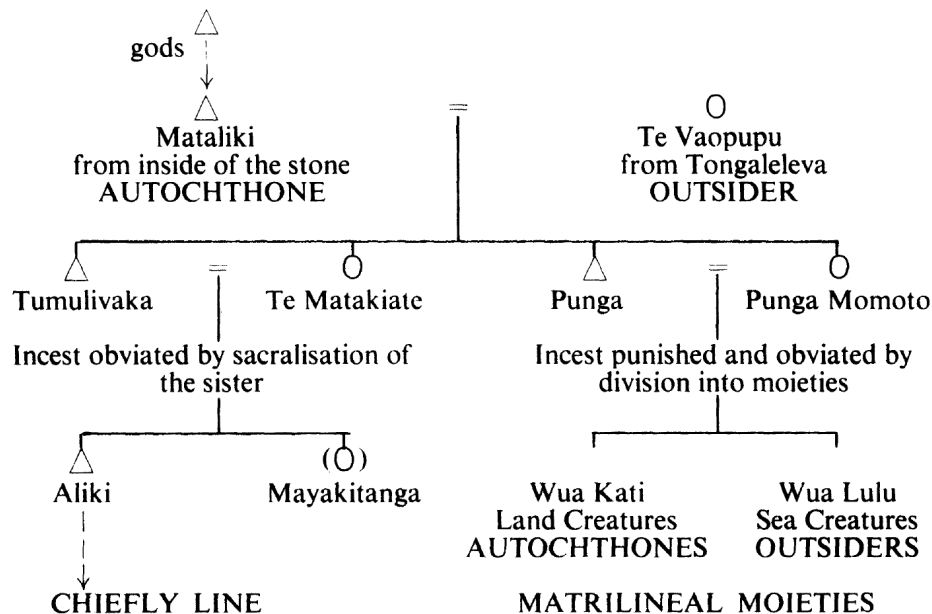 gods
Mataliki
from inside of the stone
AUTOCHTHONE
Te Vaopupu
from Tongaleleva
OUTSIDER
Tumulivaka
Te Matakiate
Punga
Punga Momoto
Incest obviated by sacralisation of
the sister
Incest punished and obviated by
division into moieties
Aliki
Mayakitanga
Wua Kati
Land Creatures
AUTOCHTHONES
Wua Lulu
Sea Creatures
OUTSIDERS
CHIEFLY LINE
MATRILINEAL MOIETIES